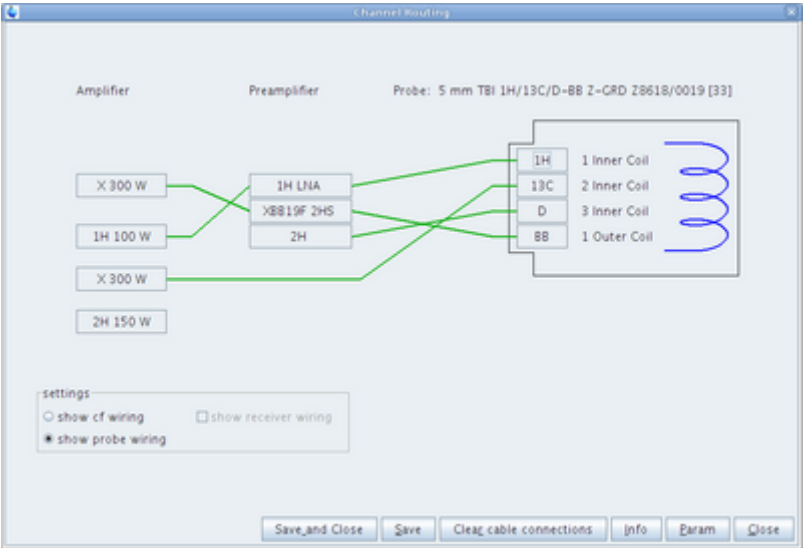 Channel Routing
Amplifier Preamplifier Probe: 5 mm TBI 1H/13C/D-BB Z-GRD Z8618/0019 [33]
1H 1 Inner Coil
X 300 W 1H LNA 13C 2 Inner Coil
XBB19F 2HS D 3 Inner Coil
1H 100 W 2H BB 1 Outer Coil
X 300 W
2H 150 W
settings
show cf wiring show receiver wiring
show probe wiring
Save and Close Save Clear cable connections Info Param Close